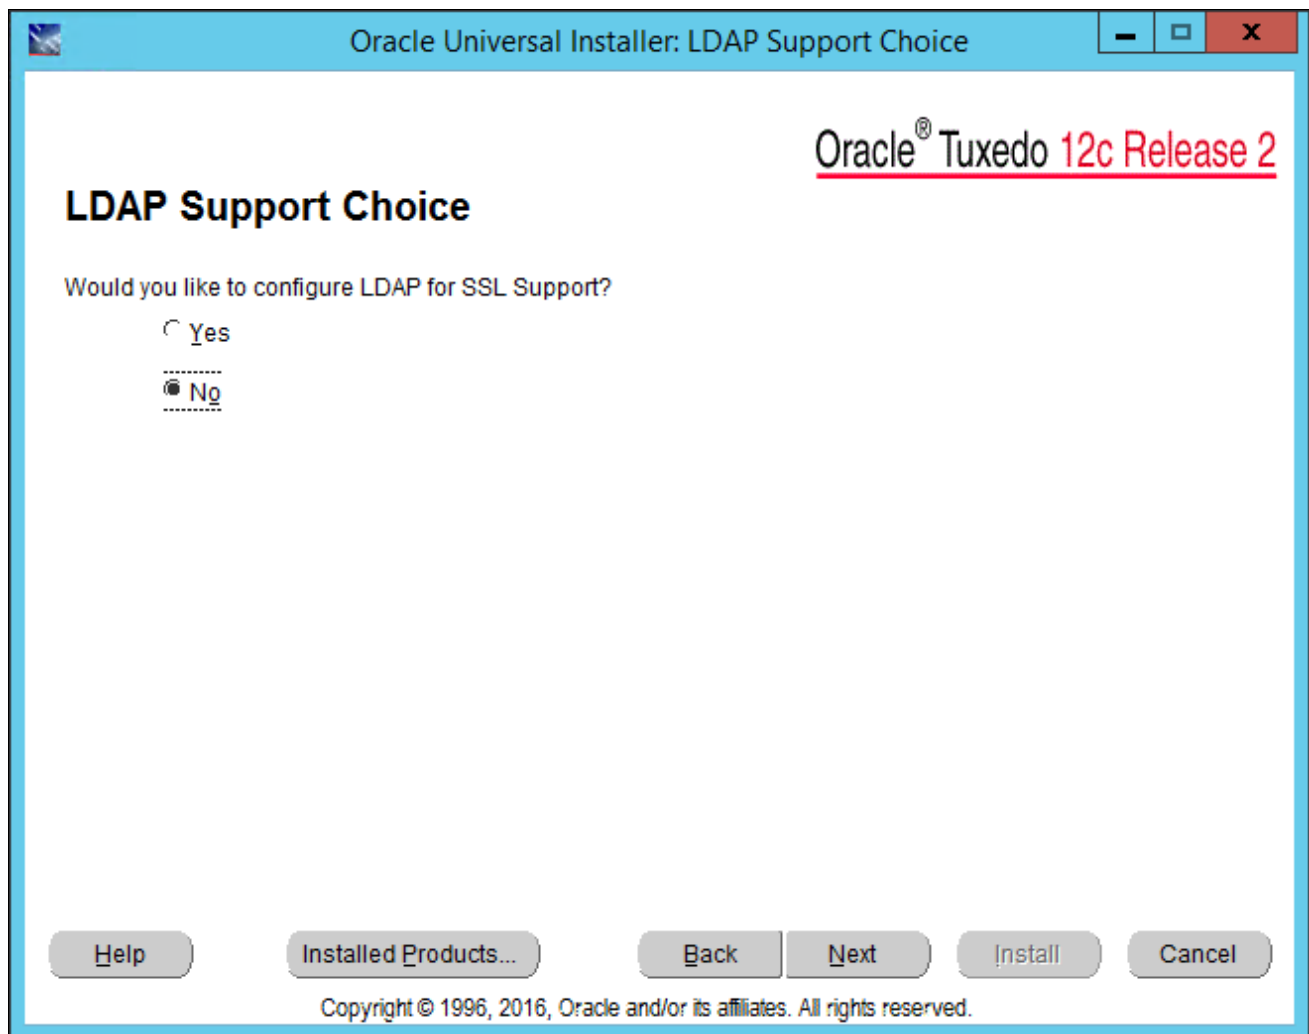 Oracle Universal Installer: LDAP Support Choice
Oracle® Tuxedo 12c Release 2
LDAP Support Choice
Would you like to configure LDAP for SSL Support?
Yes
No
Help Installed Products... Back Next Install Cancel
Copyright © 1996, 2016, Oracle and/or its affiliates. All rights reserved.